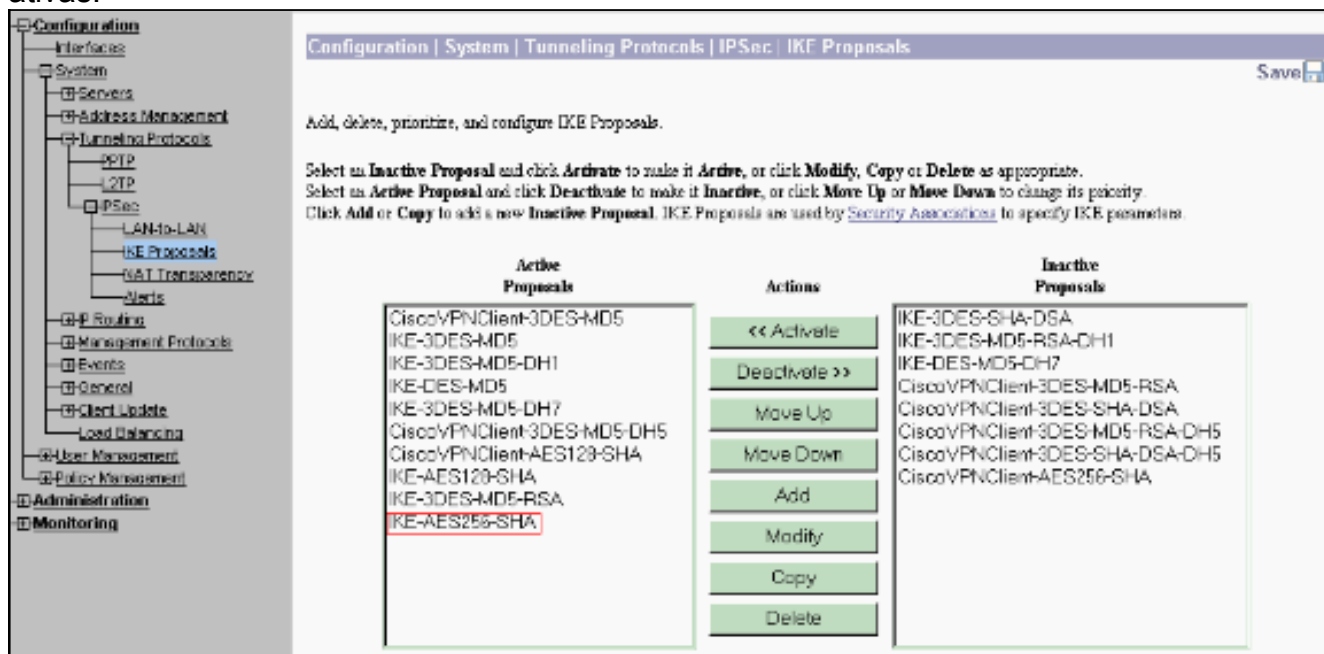 ativas.
Configuration
Interfaces
System
Servers
Address Management
Tunneling Protocols
PPTP
L2TP
IPSec
LAN-to-LAN
IKE Proposals
NAT Transparency
Alerts
IP Routing
Management Protocols
Events
General
Client Update
Load Balancing
User Management
Policy Management
Administration
Monitoring
Configuration | System | Tunneling Protocols | IPSec | IKE Proposals
Save
Add, delete, prioritize, and configure IKE Proposals.
Select an Inactive Proposal and click Activate to make it Active, or click Modify, Copy or Delete as appropriate.
Select an Active Proposal and click Deactivate to make it Inactive, or click Move Up or Move Down to change its priority.
Click Add or Copy to add a new Inactive Proposal. IKE Proposals are used by Security Associations to specify IKE parameters.
Active
Proposals
CiscoVPNClient-3DES-MD5
IKE-3DES-MD5
IKE-3DES-MD5-DH1
IKE-DES-MD5
IKE-3DES-MD5-DH7
CiscoVPNClient-3DES-MD5-DH5
CiscoVPNClient-AES128-SHA
IKE-AES128-SHA
IKE-3DES-MD5-RSA
IKE-AES256-SHA
Actions
<< Activate
Deactivate >>
Move Up
Move Down
Add
Modify
Copy
Delete
Inactive
Proposals
IKE-3DES-SHA-DSA
IKE-3DES-MD5-RSA-DH1
IKE-DES-MD5-DH7
CiscoVPNClient-3DES-MD5-RSA
CiscoVPNClient-3DES-SHA-DSA
CiscoVPNClient-3DES-MD5-RSA-DH5
CiscoVPNClient-3DES-SHA-DSA-DH5
CiscoVPNClient-AES256-SHA